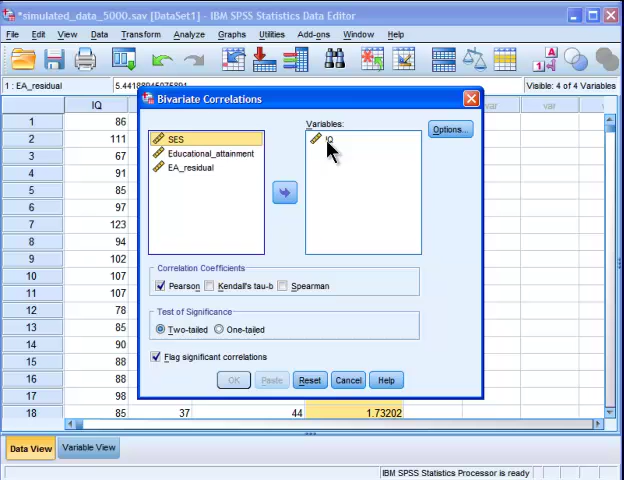 *simulated_data_5000.sav [DataSet1] - IBM SPSS Statistics Data Editor
File Edit View Data Transform Analyze Graphs Utilities Add-ons Window Help
1 : EA_residual
Visible: 4 of 4 Variables
IQ var var
1 86
2 111
3 67
4 91
5 85
6 97
7 123
8 94
9 102
10 107
11 107
12 78
13 85
14 90
15 88
16 88
17 98
18 85 37 44 1.73202
Bivariate Correlations
Variables:
SES
Educational_attainment
EA_residual
IQ
Options...
Correlation Coefficients
Pearson Kendall's tau-b Spearman
Test of Significance
Two-tailed One-tailed
Flag significant correlations
OK Paste Reset Cancel Help
Data View Variable View
IBM SPSS Statistics Processor is ready